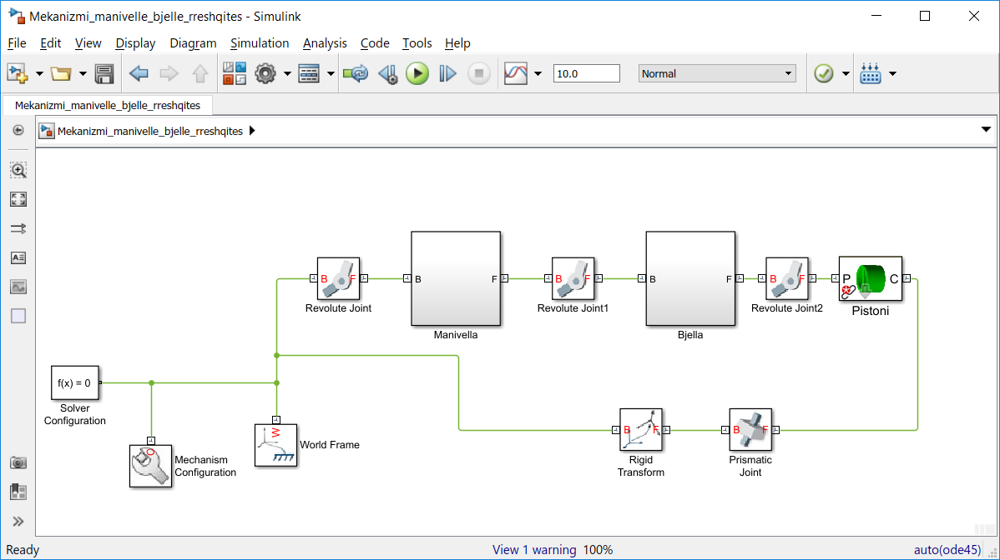 Mekanizmi_manivelle_bjelle_rreshqites - Simulink
File Edit View Display Diagram Simulation Analysis Code Tools Help
10.0 Normal
Mekanizmi_manivelle_bjelle_rreshqites
Mekanizmi_manivelle_bjelle_rreshqites
B F
Revolute Joint
B F
Manivella
B F
Revolute Joint1
B F
Bjella
B F
Revolute Joint2
P C
Pistoni
f(x) = 0
Solver
Configuration
C
Mechanism
Configuration
W
World Frame
B F
Rigid
Transform
B F
Prismatic
Joint
A
Ready View 1 warning 100% auto(ode45)